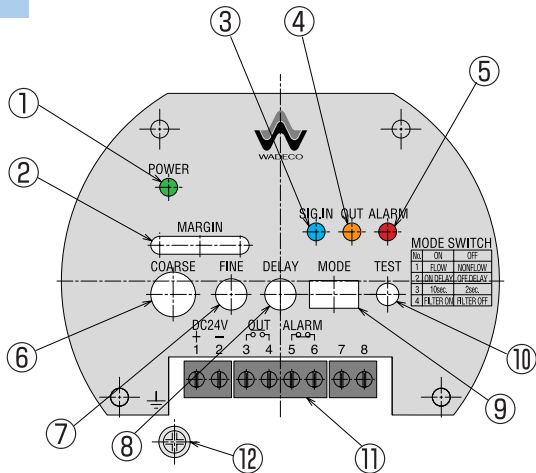 ③ ④
① ⑤
POWER
②
WADECO
SIG.IN OUT ALARM
MARGIN
MODE SWITCH
No. ON OFF
1 FLOW NONFLOW
2 ON DELAY OFF DELAY
3 10sec. 2sec.
4 FILTER ON FILTER OFF
COARSE FINE DELAY MODE TEST
⑥ ⑩
DC24V OUT ALARM
+ −
1 2 3 4 5 6 7 8
⑨
⑦ ⑧ ⑫ ⑪